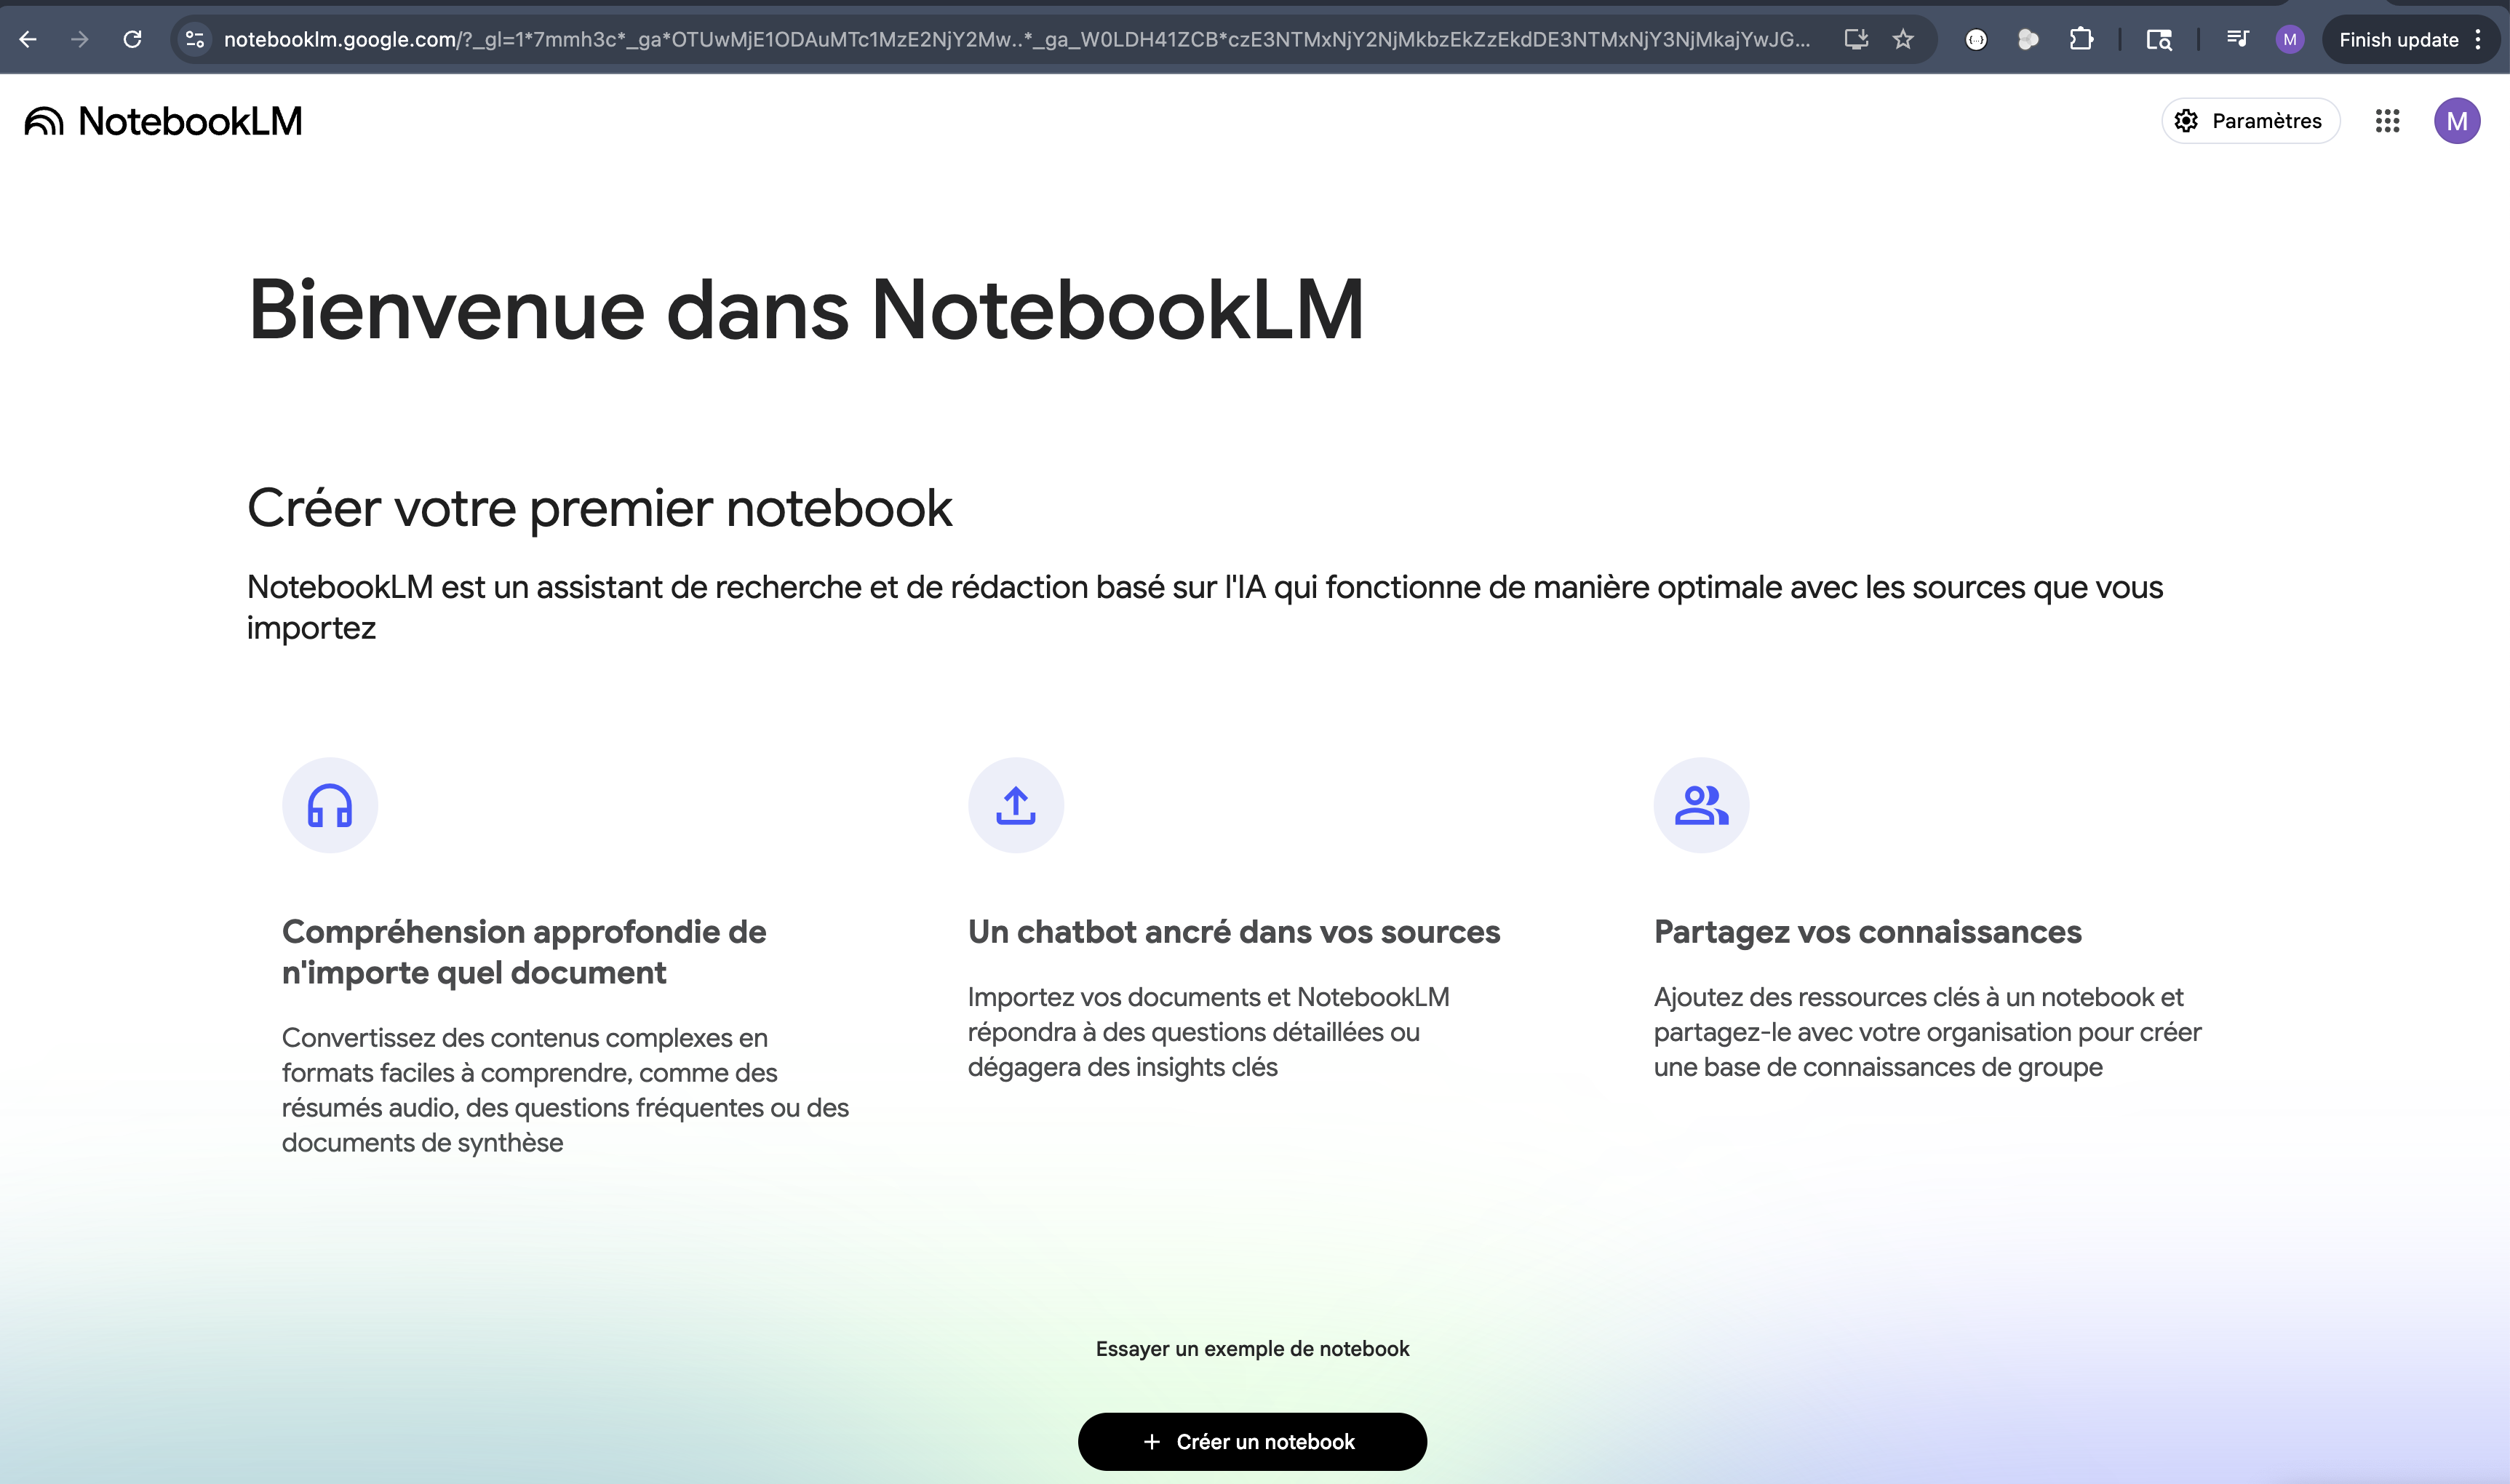 notebooklm.google.com/?_gl=1*7mmh3c*_ga*OTUwMjE1ODAuMTc1MzE2NjY2Mw..*_ga_W0LDH41ZCB*czE3NTMxNjY2NjMkbzEkZzEkdDE3NTMxNjY3NjMkajYwJG...
M
Finish update
NotebookLM
Paramètres
M
Bienvenue dans NotebookLM
Créer votre premier notebook
NotebookLM est un assistant de recherche et de rédaction basé sur l'IA qui fonctionne de manière optimale avec les sources que vous
importez
Compréhension approfondie de
n'importe quel document
Convertissez des contenus complexes en
formats faciles à comprendre, comme des
résumés audio, des questions fréquentes ou des
documents de synthèse
Un chatbot ancré dans vos sources
Importez vos documents et NotebookLM
répondra à des questions détaillées ou
dégagera des insights clés
Partagez vos connaissances
Ajoutez des ressources clés à un notebook et
partagez-le avec votre organisation pour créer
une base de connaissances de groupe
Essayer un exemple de notebook
+ Créer un notebook